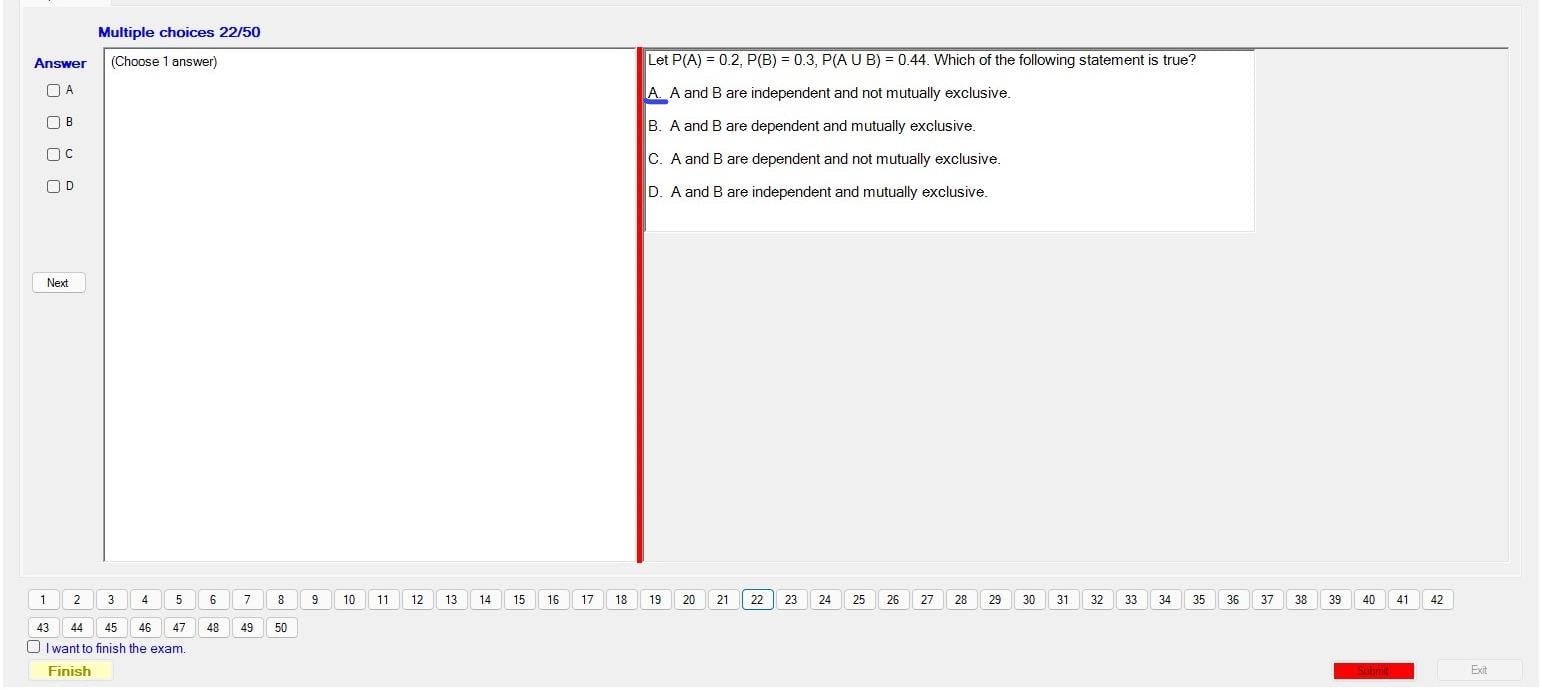 Multiple choices 22/50
Answer
(Choose 1 answer)
A
B
C
D
Next
Let P(A) = 0.2, P(B) = 0.3, P(A U B) = 0.44. Which of the following statement is true?
A. A and B are independent and not mutually exclusive.
B. A and B are dependent and mutually exclusive.
C. A and B are dependent and not mutually exclusive.
D. A and B are independent and mutually exclusive.
1 2 3 4 5 6 7 8 9 10 11 12 13 14 15 16 17 18 19 20 21 22 23 24 25 26 27 28 29 30 31 32 33 34 35 36 37 38 39 40 41 42
43 44 45 46 47 48 49 50
I want to finish the exam.
Finish
Submit
Exit